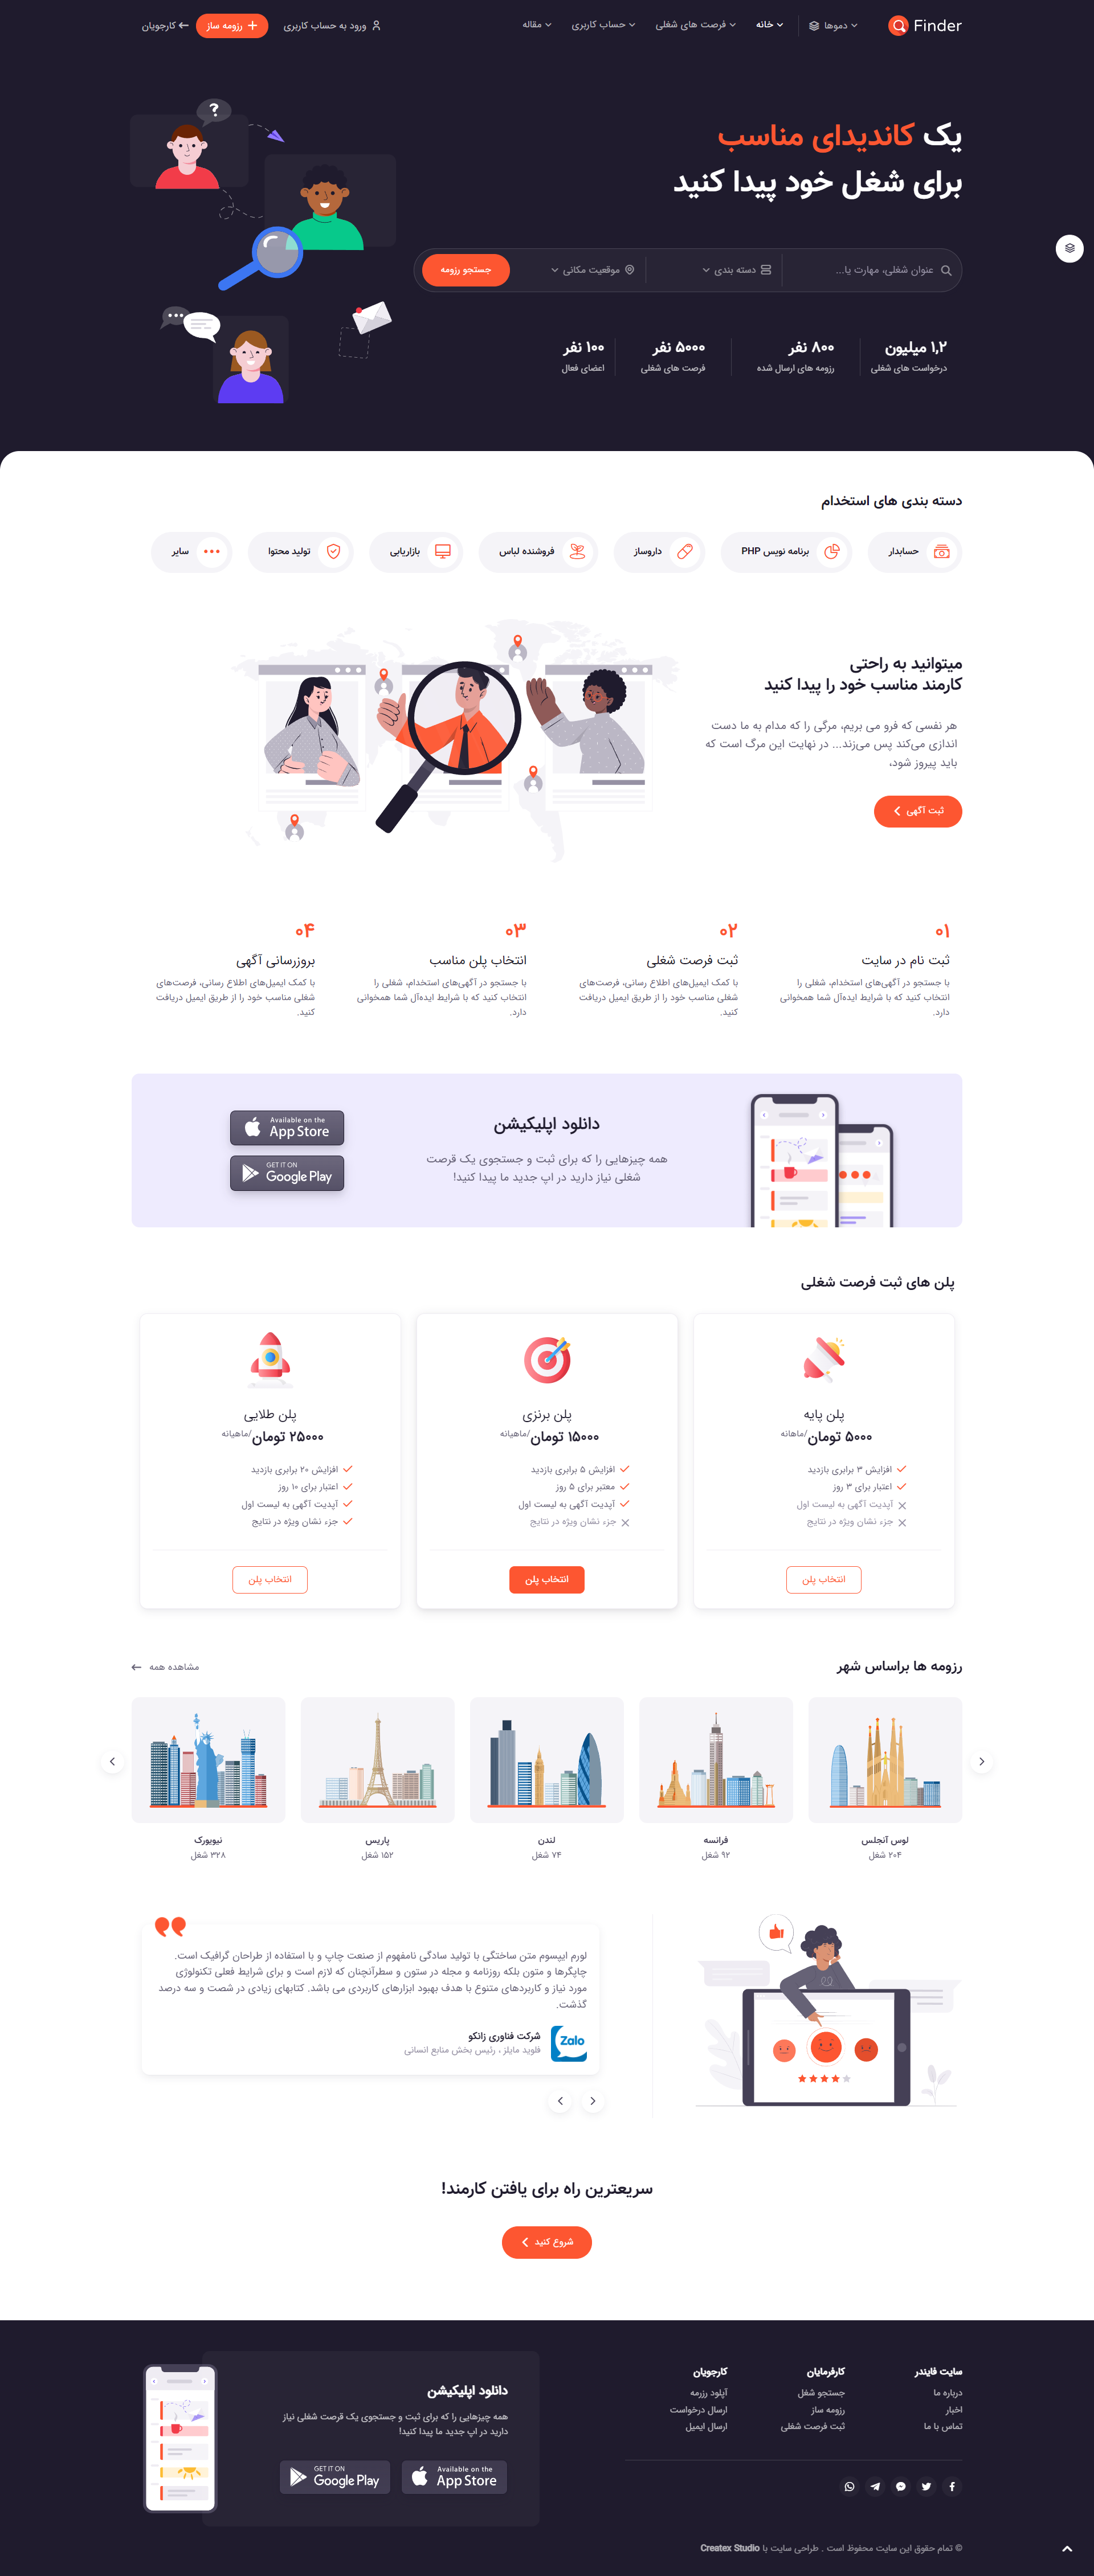 Finder
دموها
خانه
فرصت های شغلی
حساب کاربری
مقاله
ورود به حساب کاربری
رزومه ساز
کارجویان
یک کاندیدای مناسب
برای شغل خود پیدا کنید
عنوان شغلی، مهارت یا...
دسته بندی
موقعیت مکانی
جستجو رزومه
۱,۲ میلیون
درخواست های شغلی
۸۰۰ نفر
رزومه های ارسال شده
۵۰۰۰ نفر
فرصت های شغلی
۱۰۰ نفر
اعضای فعال
دسته بندی های استخدام
حسابدار
برنامه نویس PHP
داروساز
فروشنده لباس
بازاریابی
تولید محتوا
سایر
میتوانید به راحتی
کارمند مناسب خود را پیدا کنید
هر نفسی که فرو می بریم، مرگی را که مدام به ما دست
اندازی می‌کند پس می‌زند... در نهایت این مرگ است که
باید پیروز شود،
ثبت آگهی
۰۱
ثبت نام در سایت
با جستجو در آگهی‌های استخدام، شغلی را
انتخاب کنید که با شرایط ایده‌آل شما همخوانی
دارد.
۰۲
ثبت فرصت شغلی
با کمک ایمیل‌های اطلاع رسانی، فرصت‌های
شغلی مناسب خود را از طریق ایمیل دریافت
کنید.
۰۳
انتخاب پلن مناسب
با جستجو در آگهی‌های استخدام، شغلی را
انتخاب کنید که با شرایط ایده‌آل شما همخوانی
دارد.
۰۴
بروزرسانی آگهی
با کمک ایمیل‌های اطلاع رسانی، فرصت‌های
شغلی مناسب خود را از طریق ایمیل دریافت
کنید.
دانلود اپلیکیشن
همه چیزهایی را که برای ثبت و جستجوی یک فرصت
شغلی نیاز دارید در اپ جدید ما پیدا کنید!
Available on the
App Store
GET IT ON
Google Play
پلن های ثبت فرصت شغلی
پلن پایه
۵۰۰۰ تومان/ماهانه
افزایش ۳ برابری بازدید
اعتبار برای ۳ روز
آپدیت آگهی به لیست اول
جزء نشان ویژه در نتایج
انتخاب پلن
پلن برنزی
۱۵۰۰۰ تومان/ماهیانه
افزایش ۵ برابری بازدید
معتبر برای ۵ روز
آپدیت آگهی به لیست اول
جزء نشان ویژه در نتایج
انتخاب پلن
پلن طلایی
۲۵۰۰۰ تومان/ماهیانه
افزایش ۲۰ برابری بازدید
اعتبار برای ۱۰ روز
آپدیت آگهی به لیست اول
جزء نشان ویژه در نتایج
انتخاب پلن
رزومه ها براساس شهر
مشاهده همه
لوس آنجلس
۲۰۴ شغل
فرانسه
۹۲ شغل
لندن
۷۴ شغل
پاریس
۱۵۲ شغل
نیویورک
۳۲۸ شغل
لورم ایپسوم متن ساختگی با تولید سادگی نامفهوم از صنعت چاپ و با استفاده از طراحان گرافیک است.
چاپگرها و متون بلکه روزنامه و مجله در ستون و سطرآنچنان که لازم است و برای شرایط فعلی تکنولوژی
مورد نیاز و کاربردهای متنوع با هدف بهبود ابزارهای کاربردی می باشد. کتابهای زیادی در شصت و سه درصد
گذشت.
Zalo
شرکت فناوری زانکو
فلوید مایلز ، رئیس بخش منابع انسانی
سریعترین راه برای یافتن کارمند!
شروع کنید
سایت فایندر
درباره ما
اخبار
تماس با ما
کارفرمایان
جستجو شغل
رزومه ساز
ثبت فرصت شغلی
کارجویان
آپلود رزرمه
ارسال درخواست
ارسال ایمیل
دانلود اپلیکیشن
همه چیزهایی را که برای ثبت و جستجوی یک فرصت شغلی نیاز
دارید در اپ جدید ما پیدا کنید!
Available on the
App Store
GET IT ON
Google Play
© تمام حقوق این سایت محفوظ است . طراحی سایت با Createx Studio